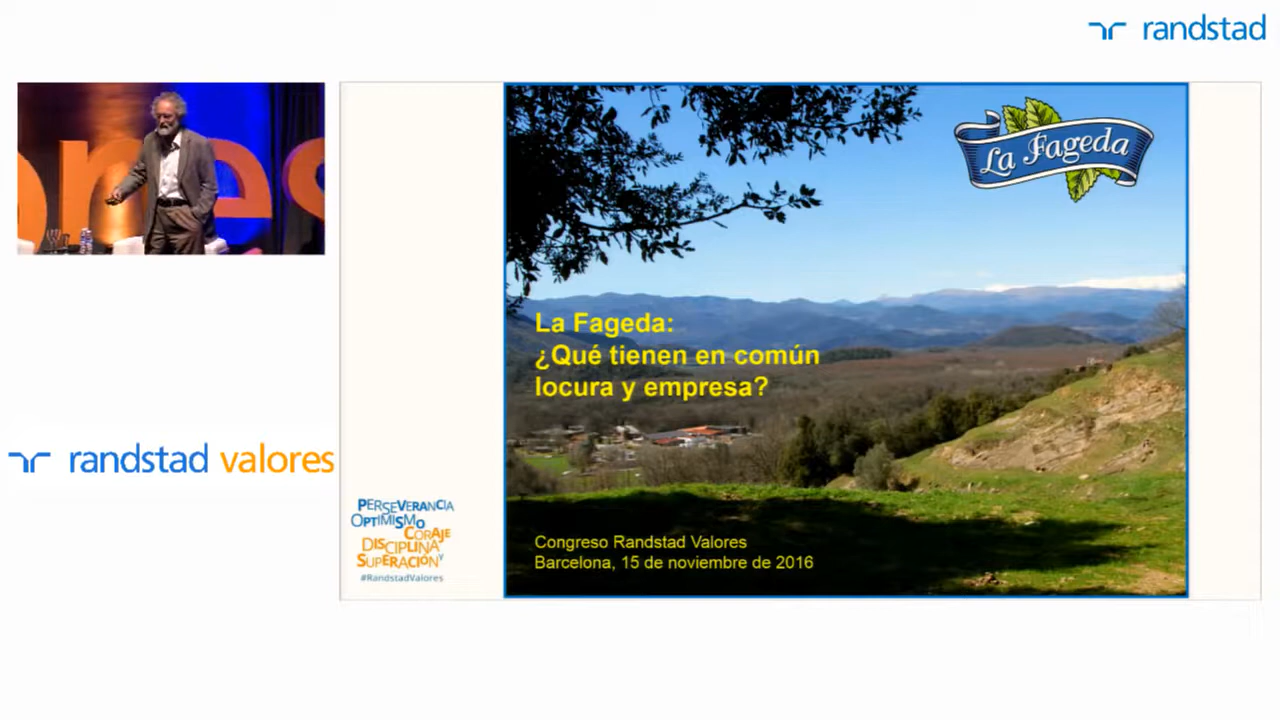 randstad
ones
La Fageda
La Fageda:
¿Qué tienen en común
locura y empresa?
randstad valores
PERSEVERANCIA
OPTIMISMO
CORAJE
DISCIPLINA Y
SUPERACIÓN
#RandstadValores
Congreso Randstad Valores
Barcelona, 15 de noviembre de 2016